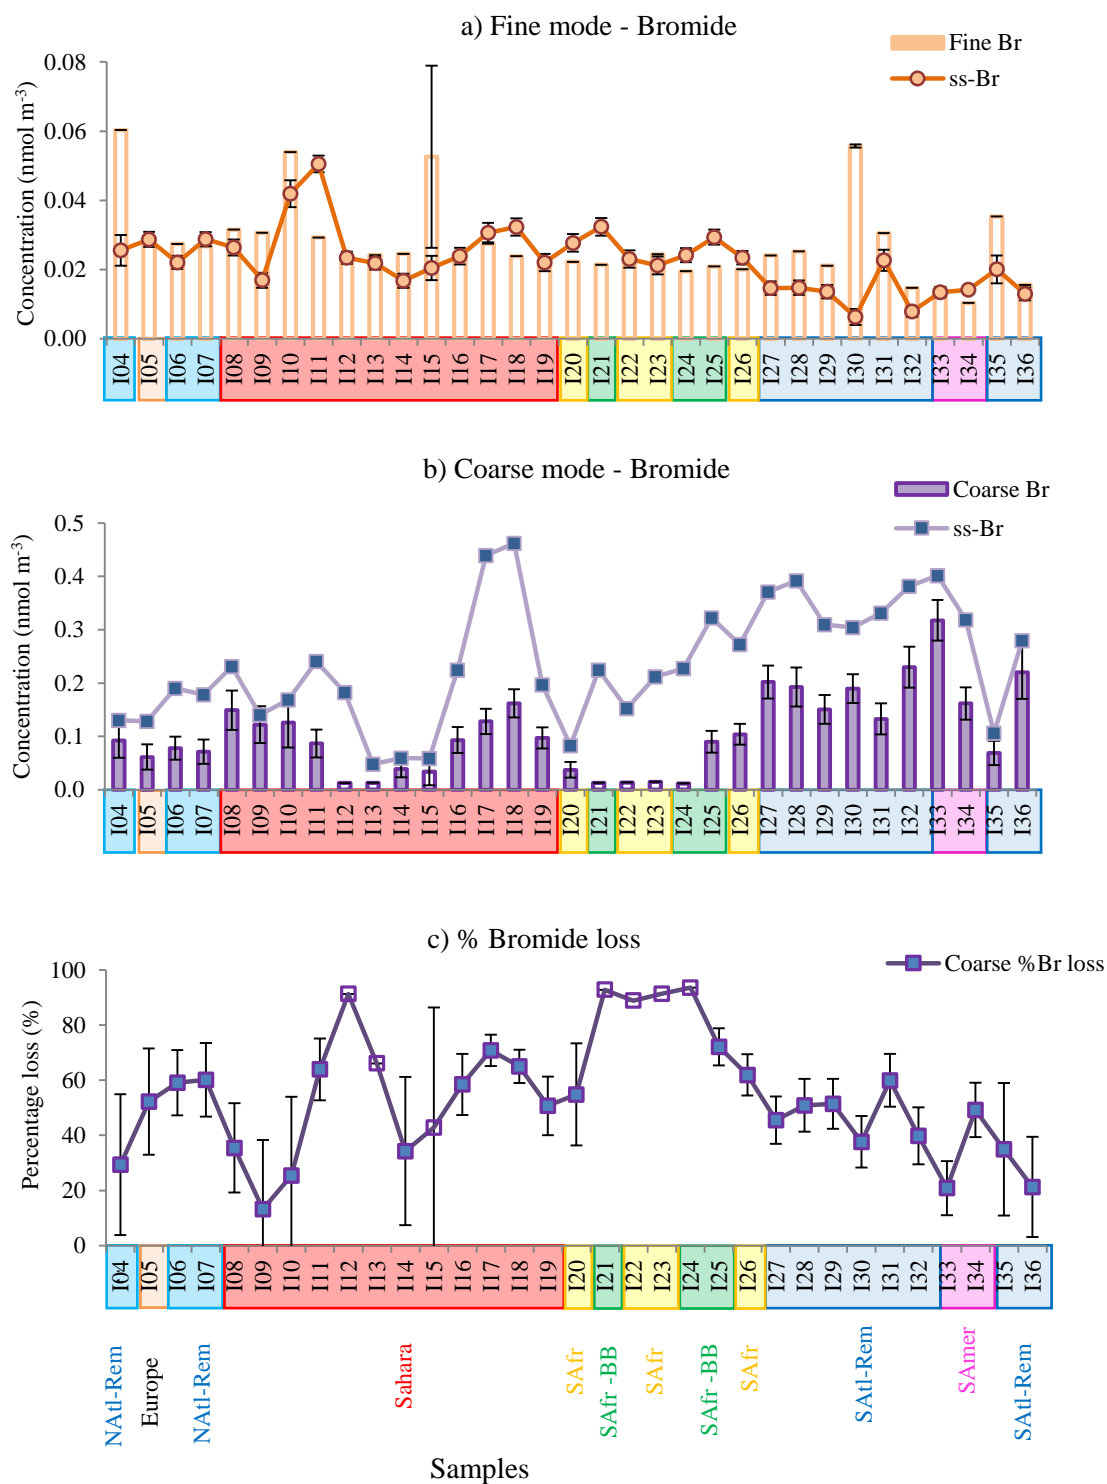 a) Fine mode - Bromide
Fine Br
ss-Br
Concentration (nmol m⁻³)
0.08
0.06
0.04
0.02
0.00
I04 I05 I06 I07 I08 I09 I10 I11 I12 I13 I14 I15 I16 I17 I18 I19 I20 I21 I22 I23 I24 I25 I26 I27 I28 I29 I30 I31 I32 I33 I34 I35 I36
b) Coarse mode - Bromide
Coarse Br
ss-Br
Concentration (nmol m⁻³)
0.5
0.4
0.3
0.2
0.1
0.0
I04 I05 I06 I07 I08 I09 I10 I11 I12 I13 I14 I15 I16 I17 I18 I19 I20 I21 I22 I23 I24 I25 I26 I27 I28 I29 I30 I31 I32 I33 I34 I35 I36
c) % Bromide loss
Coarse %Br loss
Percentage loss (%)
100
80
60
40
20
0
I04 I05 I06 I07 I08 I09 I10 I11 I12 I13 I14 I15 I16 I17 I18 I19 I20 I21 I22 I23 I24 I25 I26 I27 I28 I29 I30 I31 I32 I33 I34 I35 I36
NAtl-Rem
Europe
NAtl-Rem
Sahara
SAfr
SAfr -BB
SAfr
SAfr -BB
SAfr
SAtl-Rem
SAmer
SAtl-Rem
Samples